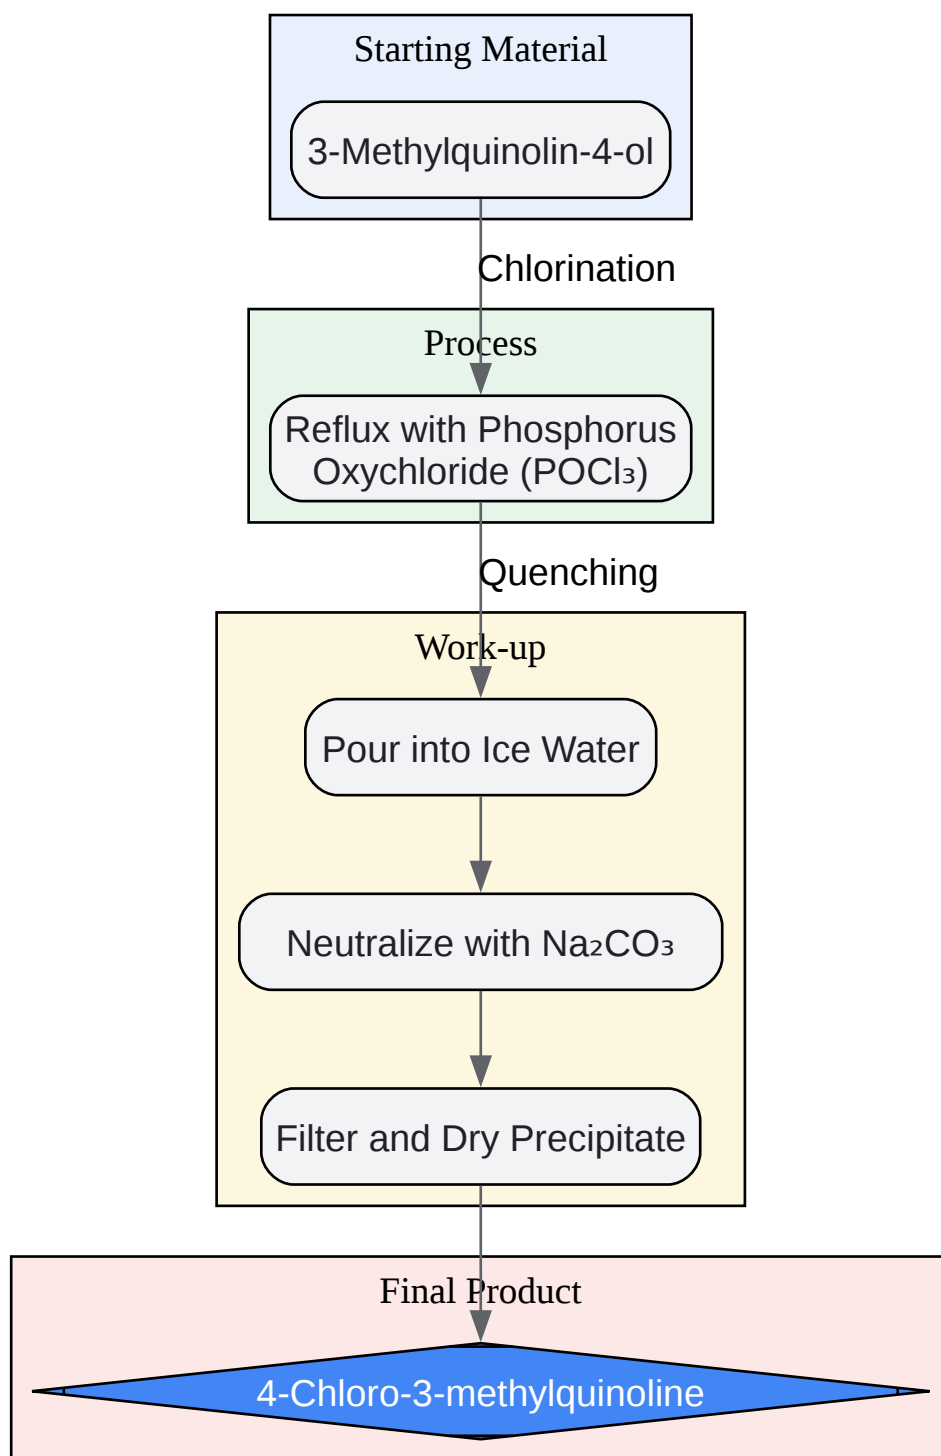 Starting Material
3-Methylquinolin-4-ol
Chlorination
Process
Reflux with Phosphorus
Oxychloride (POCl₃)
Quenching
Work-up
Pour into Ice Water
Neutralize with Na₂CO₃
Filter and Dry Precipitate
Final Product
4-Chloro-3-methylquinoline